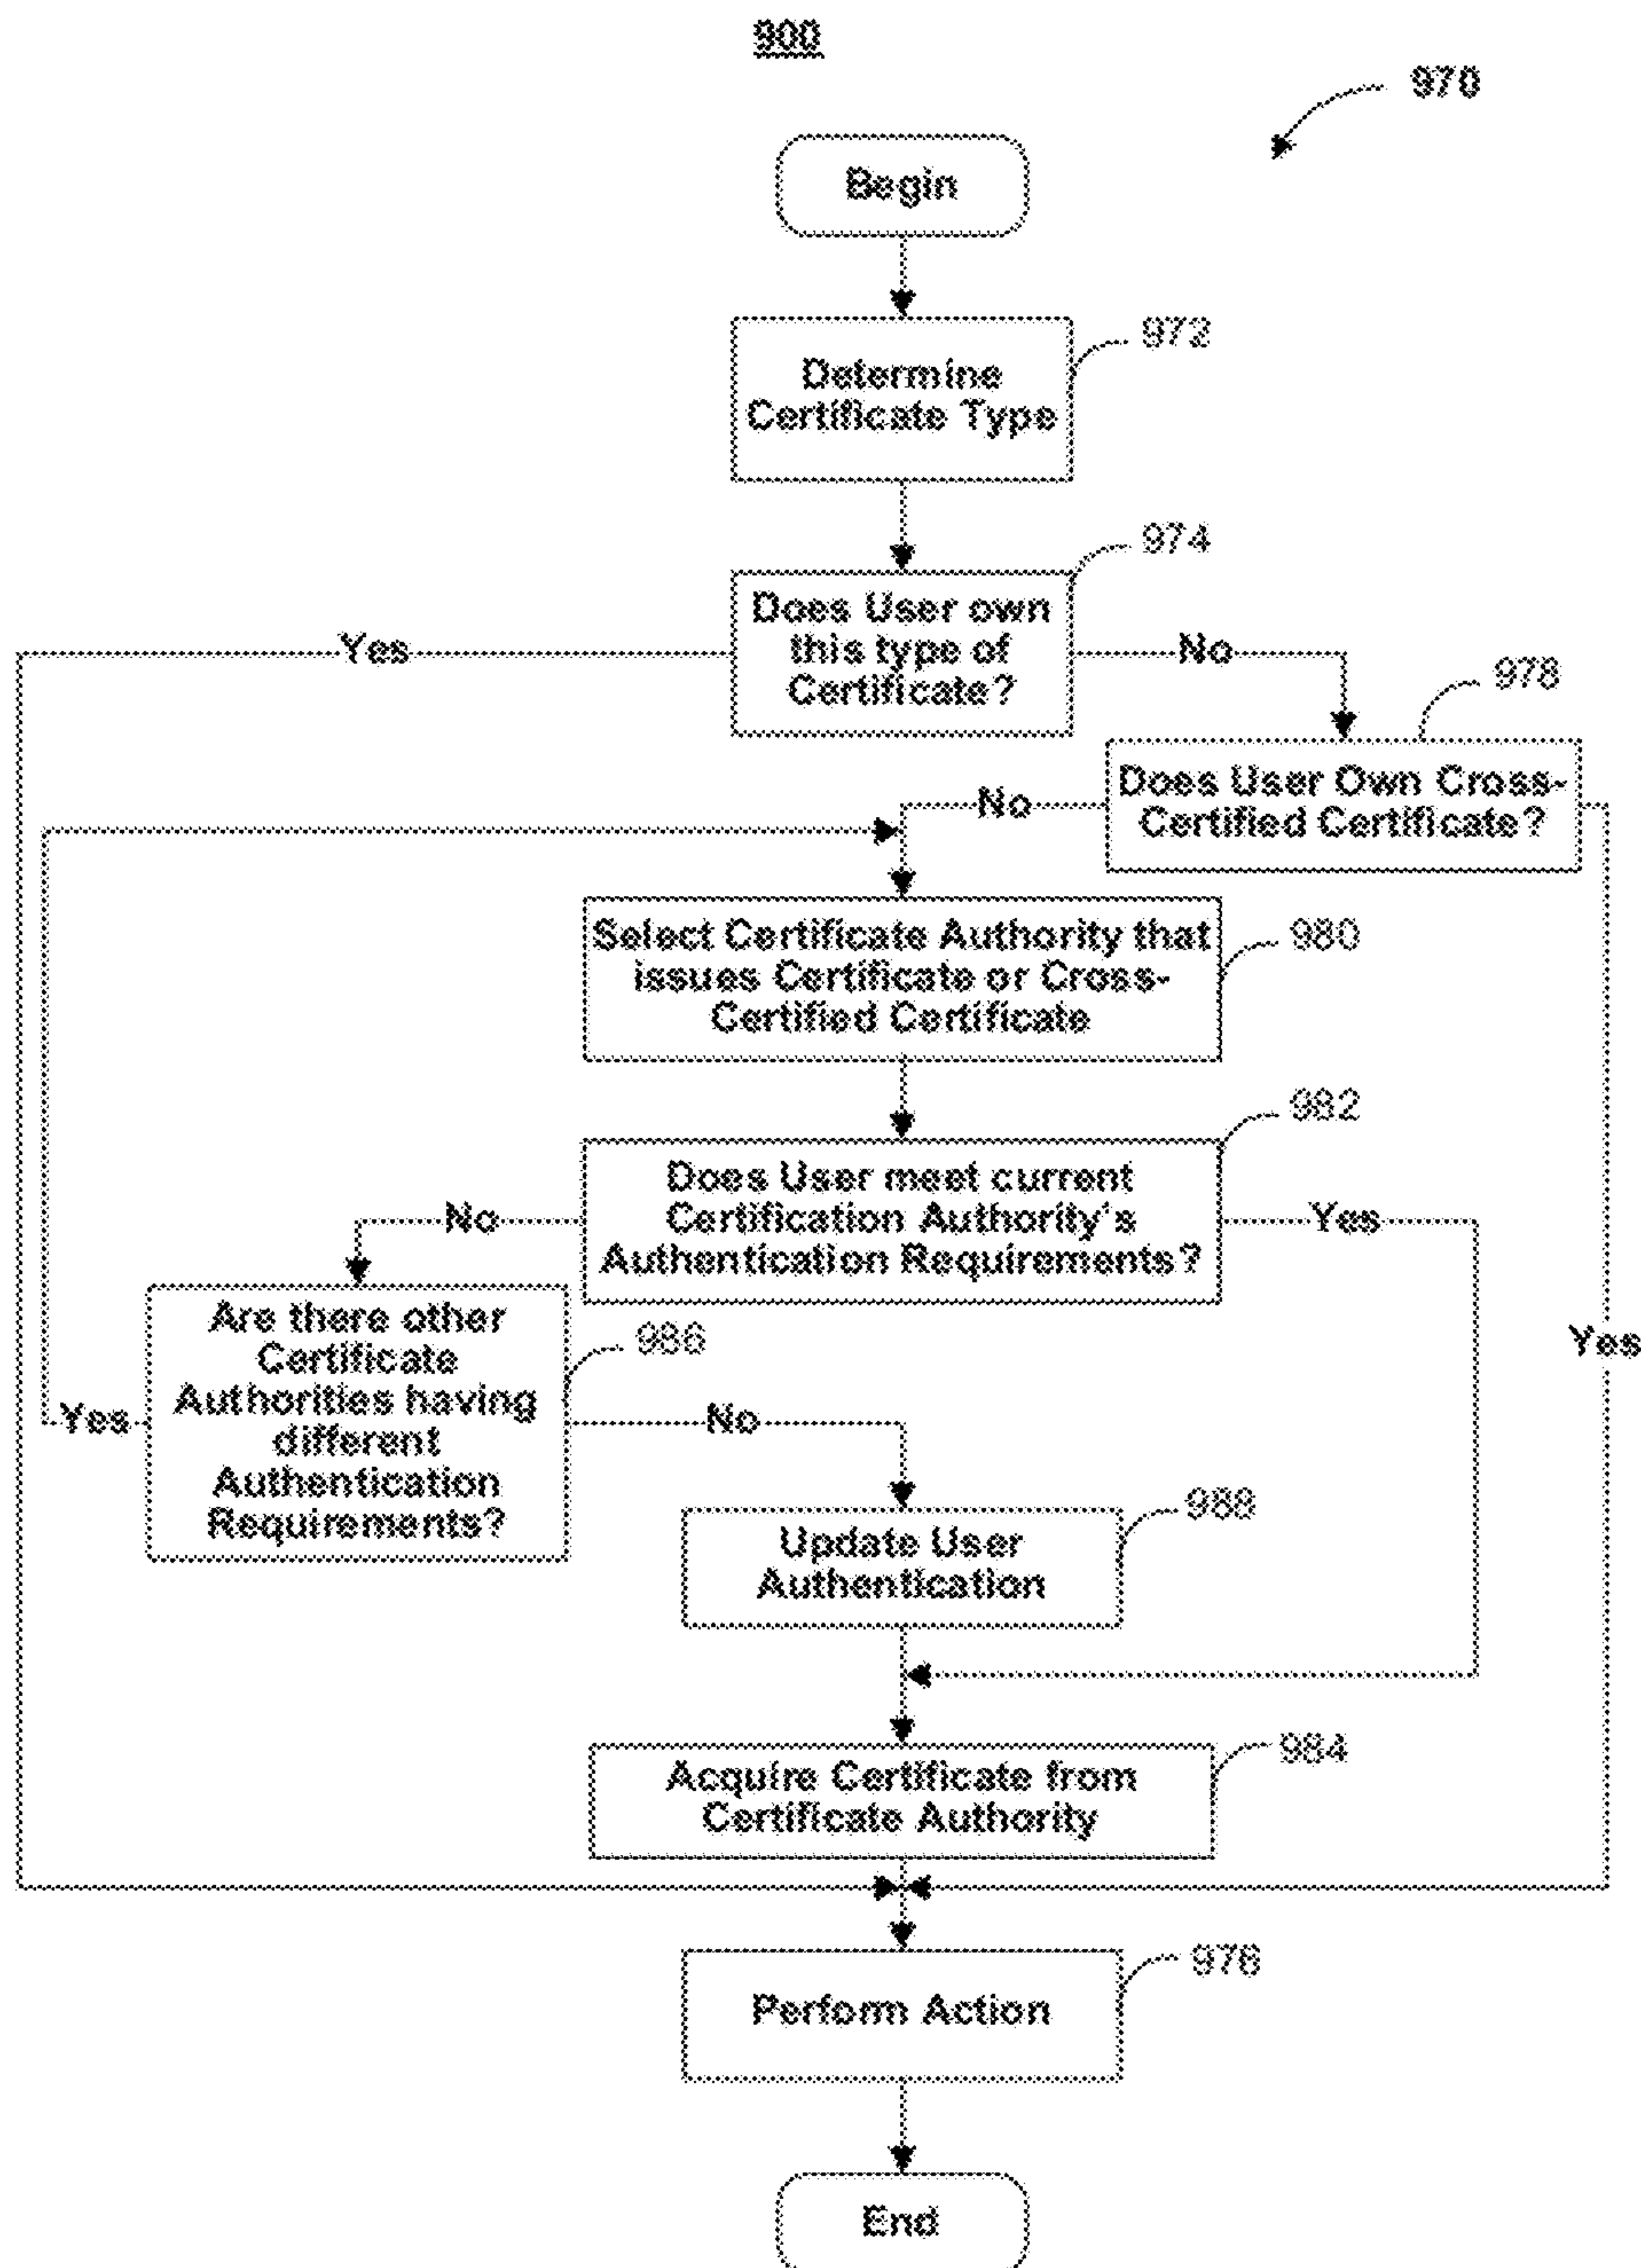 900
970
Begin
972
Determine
Certificate Type
974
Does User own
this type of
Certificate?
Yes
No
978
Does User Own Cross-
Certified Certificate?
No
Yes
980
Select Certificate Authority that
issues Certificate or Cross-
Certified Certificate
982
Does User meet current
Certification Authority's
Authentication Requirements?
No
Yes
986
Are there other
Certificate
Authorities having
different
Authentication
Requirements?
Yes
No
988
Update User
Authentication
984
Acquire Certificate from
Certificate Authority
976
Perform Action
End